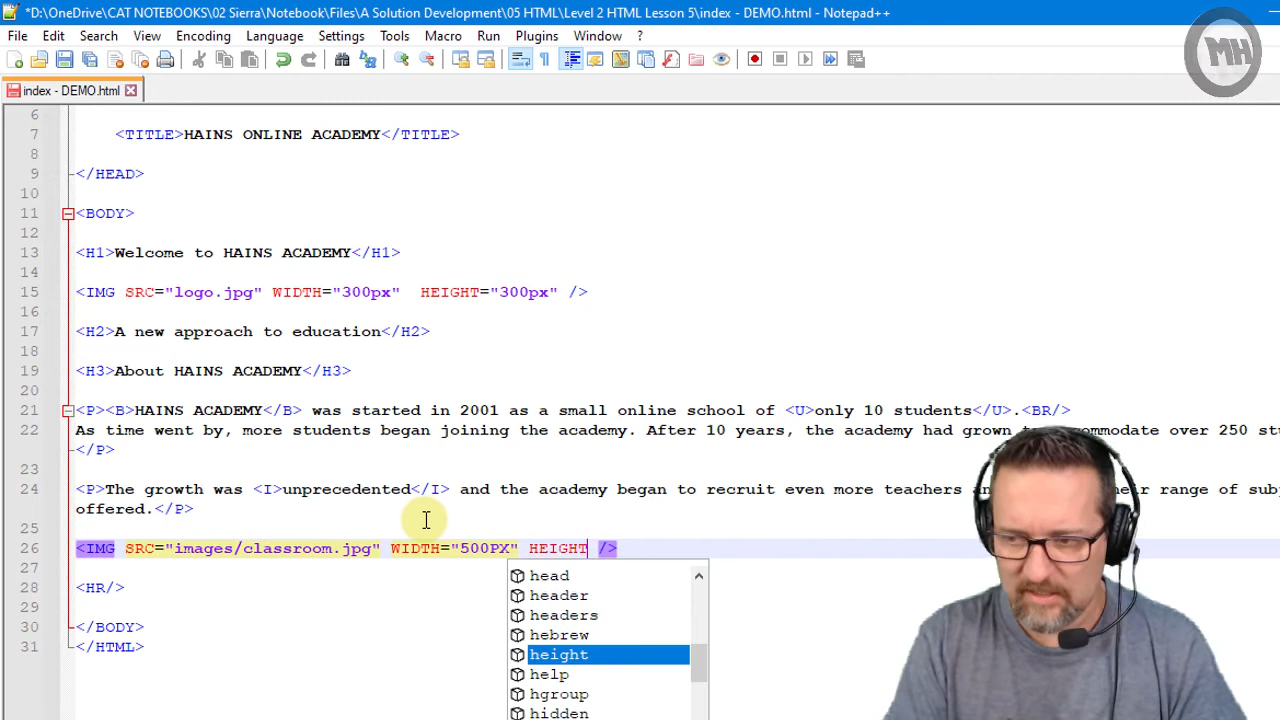 *D:\OneDrive\CAT NOTEBOOKS\02 Sierra\Notebook\Files\A Solution Development\05 HTML\Level 2 HTML Lesson 5\index - DEMO.html - Notepad++
File Edit Search View Encoding Language Settings Tools Macro Run Plugins Window ?
MH
index - DEMO.html
6
7 <TITLE>HAINS ONLINE ACADEMY</TITLE>
8
9 </HEAD>
10
11 <BODY>
12
13 <H1>Welcome to HAINS ACADEMY</H1>
14
15 <IMG SRC="logo.jpg" WIDTH="300px"  HEIGHT="300px" />
16
17 <H2>A new approach to education</H2>
18
19 <H3>About HAINS ACADEMY</H3>
20
21 <P><B>HAINS ACADEMY</B> was started in 2001 as a small online school of <U>only 10 students</U>.<BR/>
22 As time went by, more students began joining the academy. After 10 years, the academy had grown over 250
</P>
23
24 <P>The growth was <I>unprecedented</I> and the academy began to recruit even more teachers range of
offered.</P>
25
26 <IMG SRC="images/classroom.jpg" WIDTH="500PX" HEIGHT />
27
28 <HR/>
29
30 </BODY>
31 </HTML>
head
header
headers
hebrew
height
help
hgroup
hidden